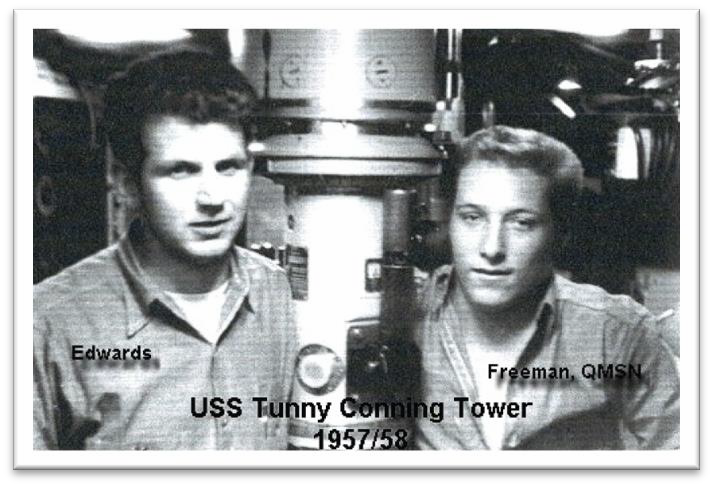 Edwards
Freeman, QMSN
USS Tunny Conning Tower
1957/58